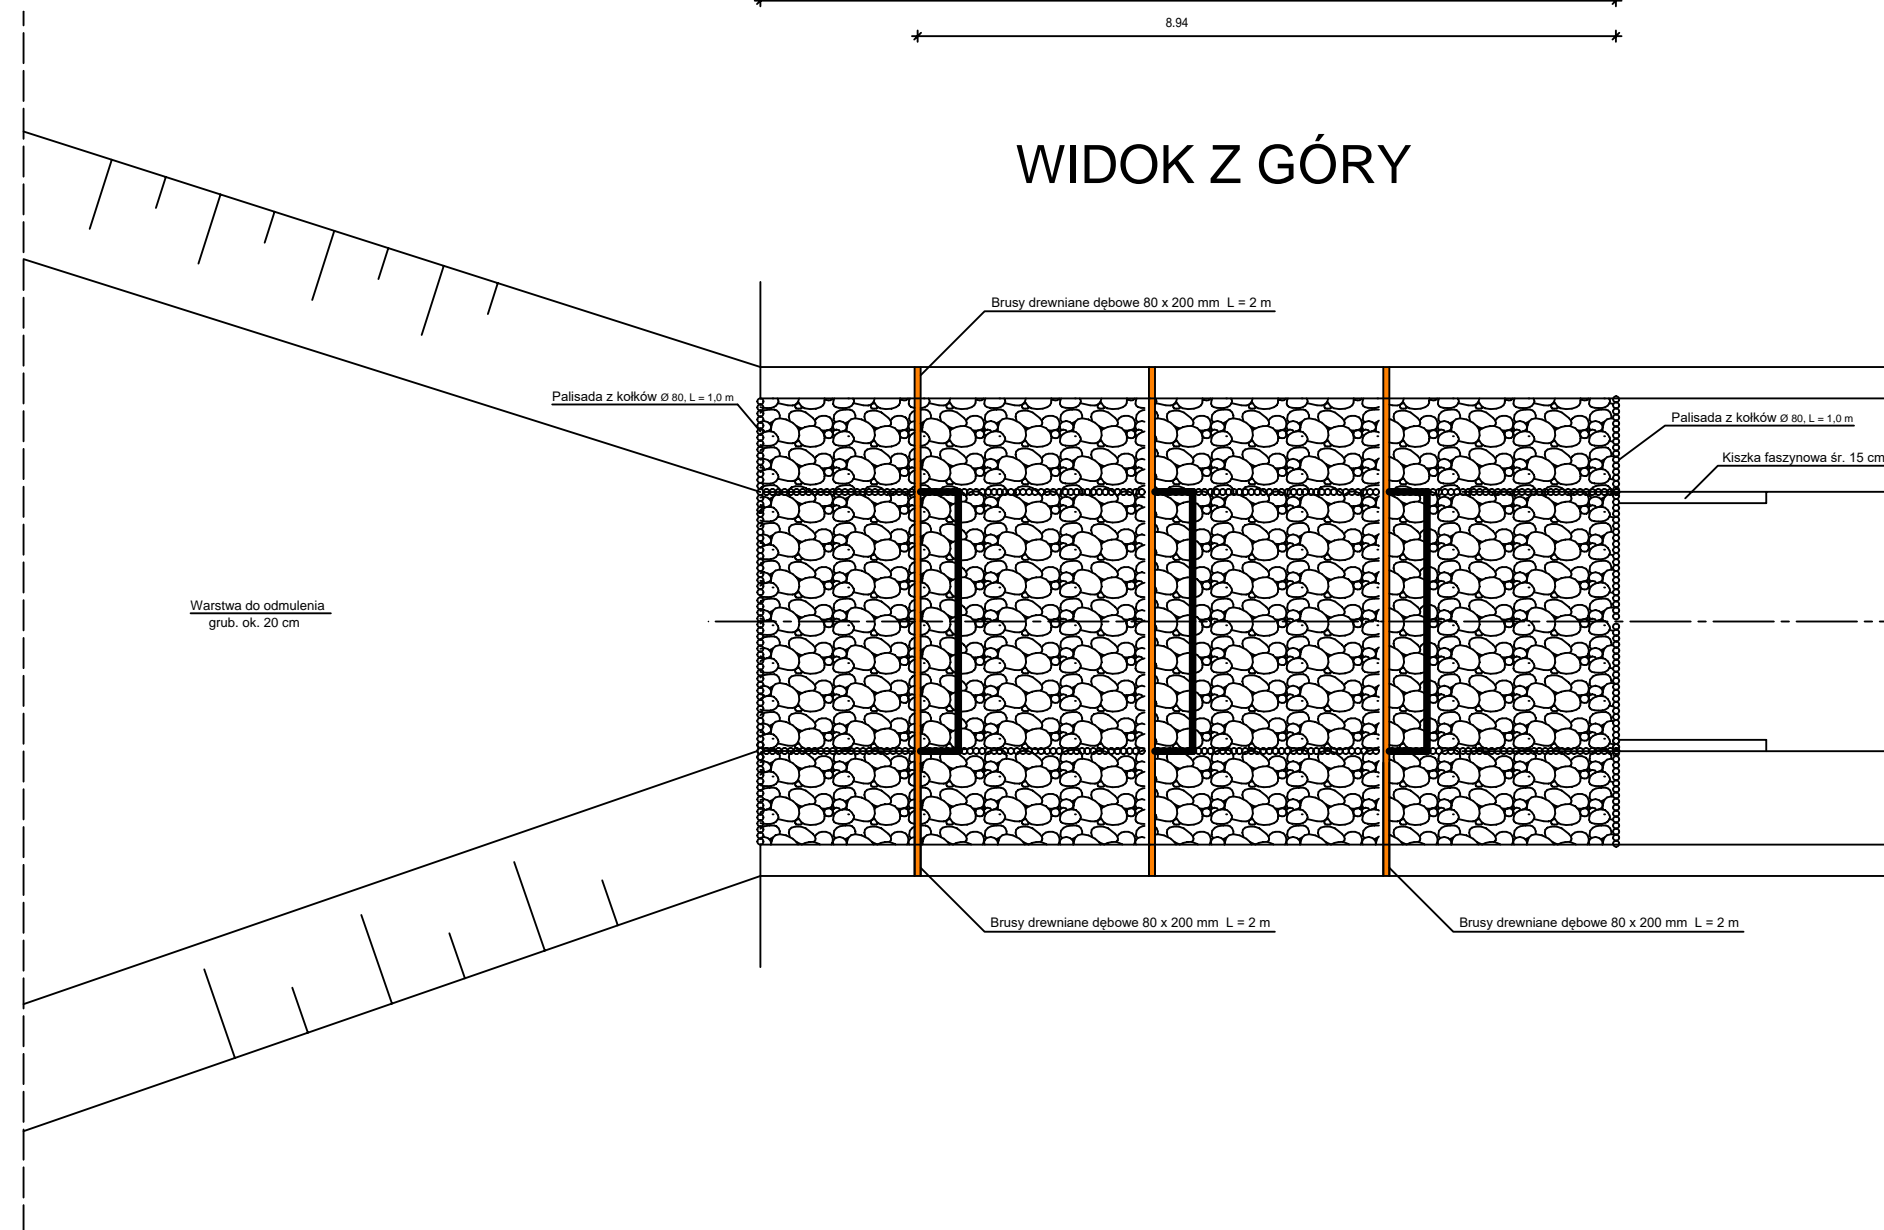 8.94
WIDOK Z GÓRY
Brusy drewniane dębowe 80 x 200 mm L = 2 m
Palisada z kołków Ø 80, L = 1,0 m
Palisada z kołków Ø 80, L = 1,0 m
Kiszka faszynowa śr. 15 cm
Warstwa do odmulenia
grub. ok. 20 cm
Brusy drewniane dębowe 80 x 200 mm L = 2 m
Brusy drewniane dębowe 80 x 200 mm L = 2 m